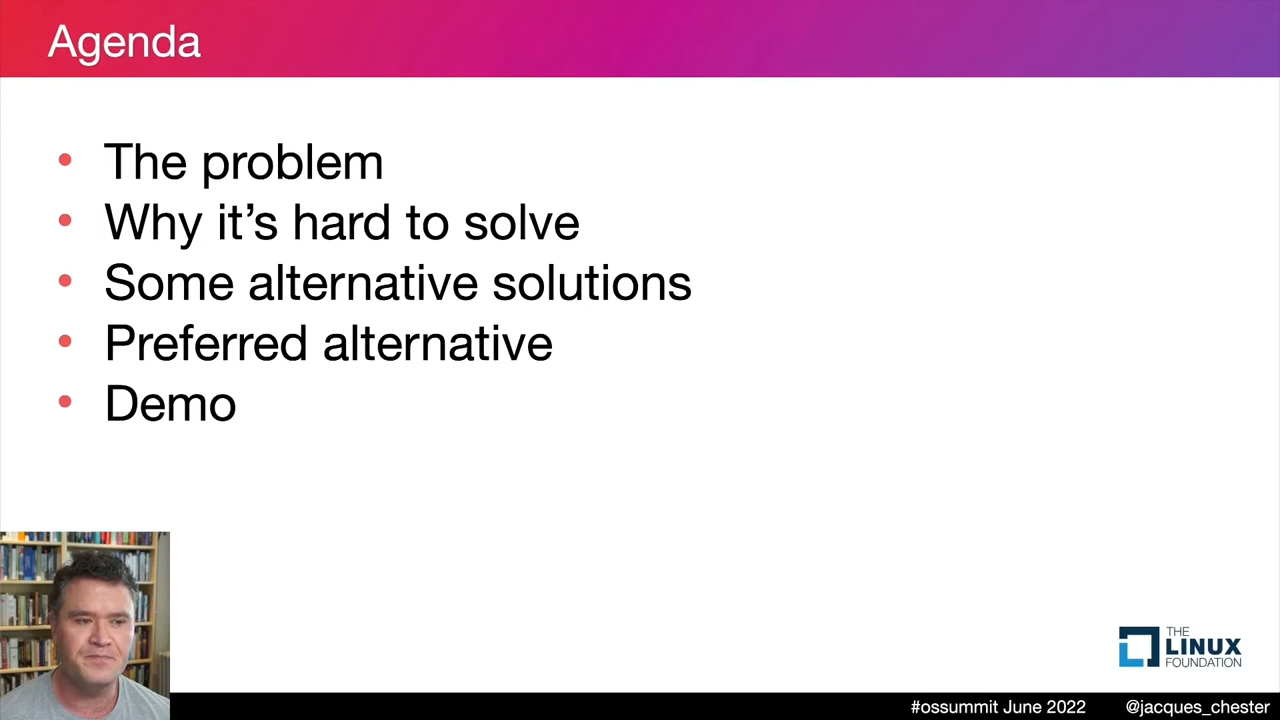 Agenda
• The problem
• Why it’s hard to solve
• Some alternative solutions
• Preferred alternative
• Demo
THE
LINUX
FOUNDATION
#ossummit June 2022 @jacques_chester